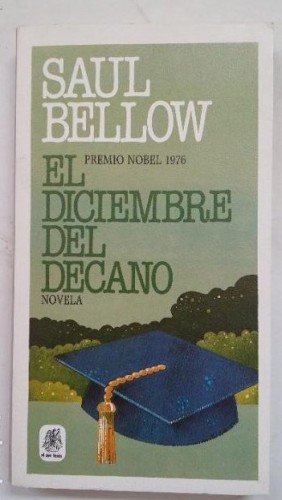 SAUL
BELLOW
PREMIO NOBEL 1976
EL
DICIEMBRE
DEL
DECANO
NOVELA